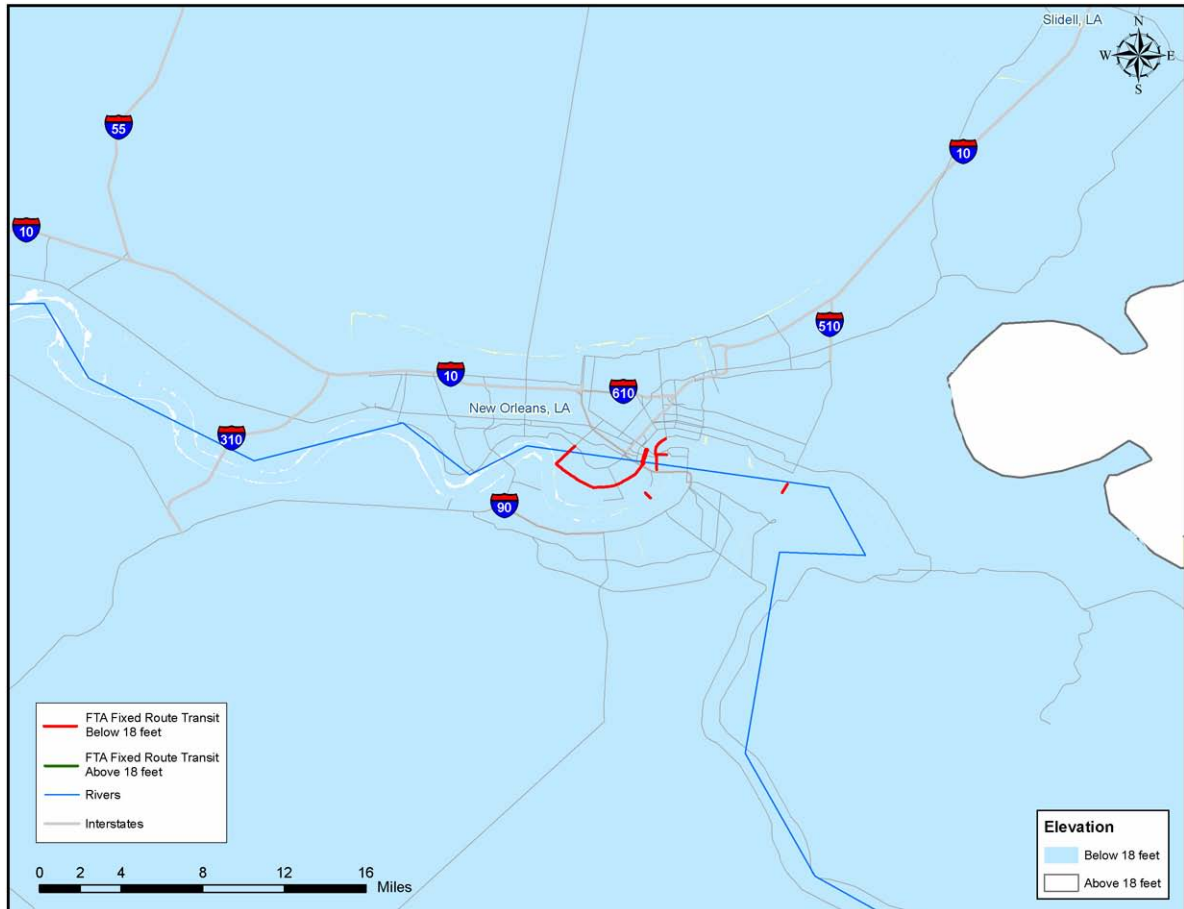 Slidell, LA
N
W
E
S
55
10
10
510
10
610
New Orleans, LA
310
90
FTA Fixed Route Transit
Below 18 feet
FTA Fixed Route Transit
Above 18 feet
Rivers
Interstates
Elevation
Below 18 feet
Above 18 feet
0 2 4 8 12 16
Miles